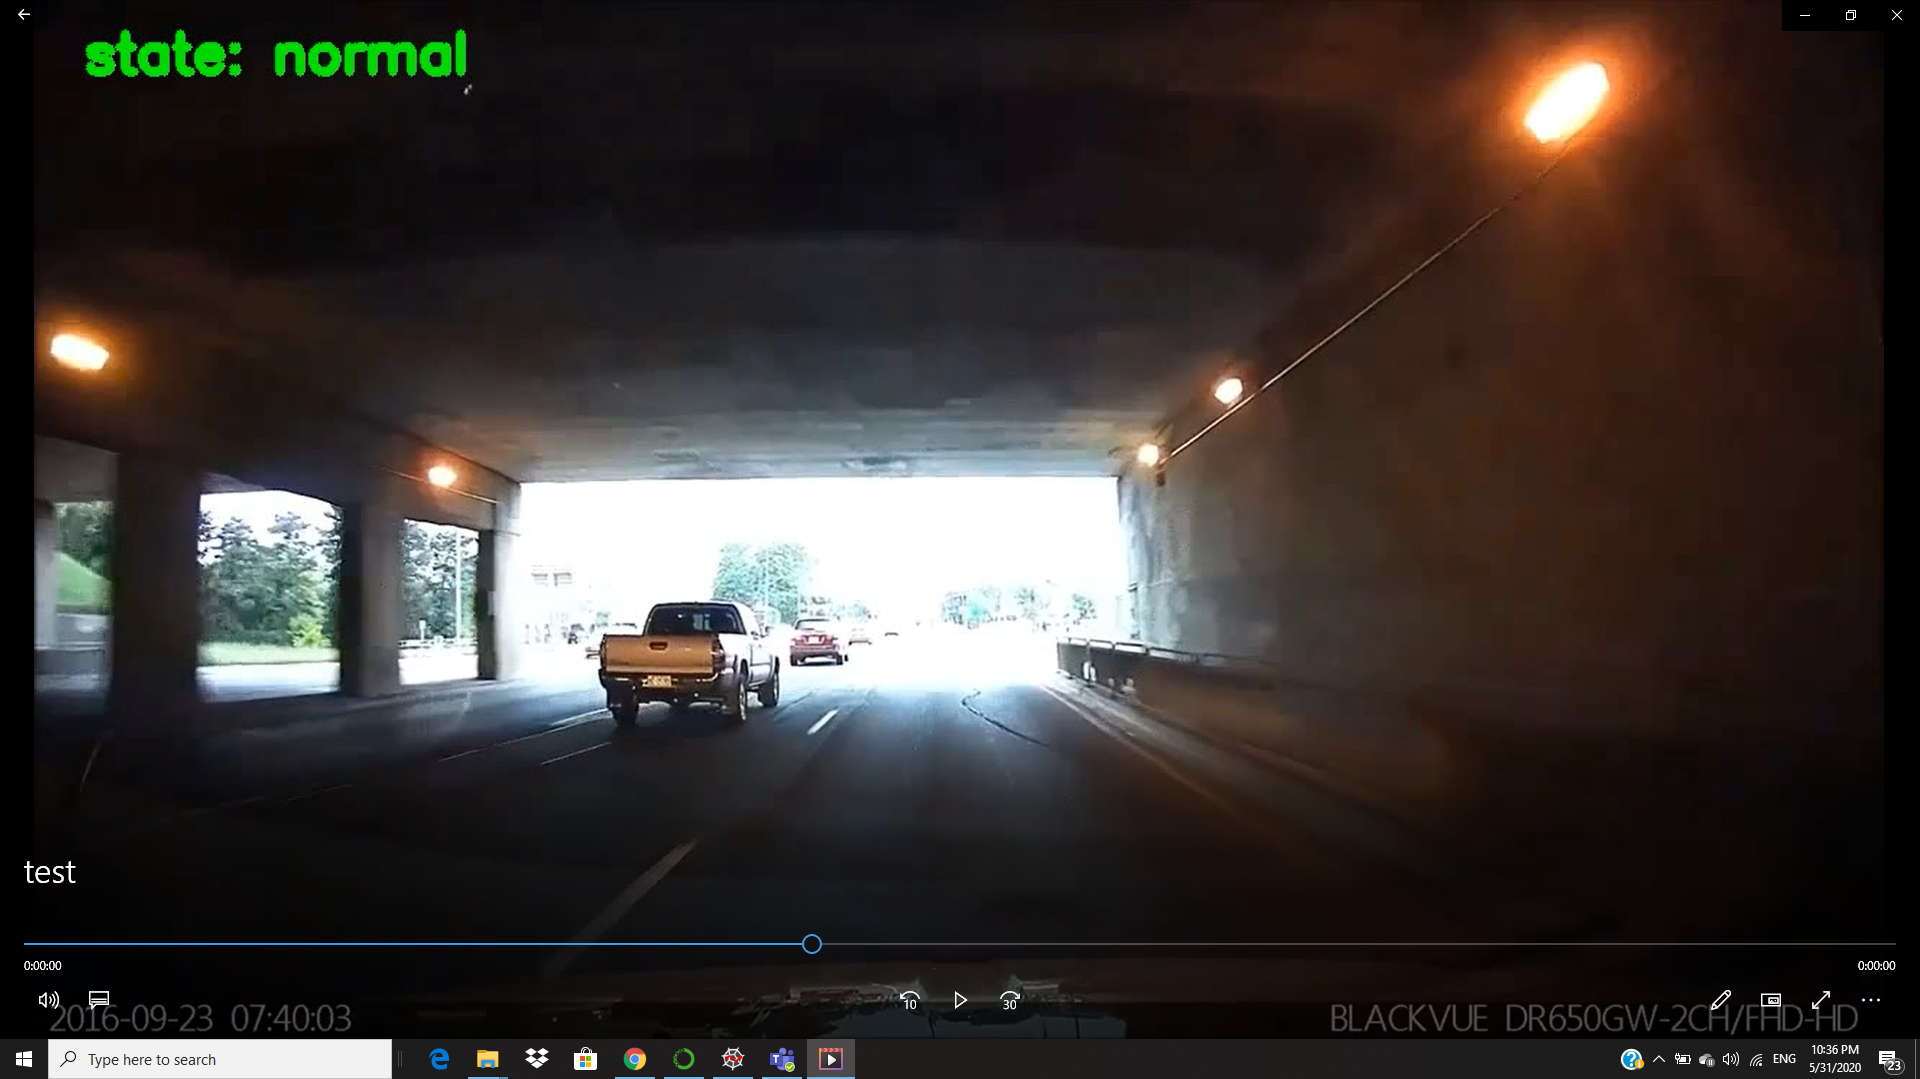 state: normal
test
0:00:00
0:00:00
10
30
2016-09-23 07:40:03
BLACKVUE DR650GW-2CH/FHD-HD
Type here to search
ENG
10:36 PM
5/31/2020
23